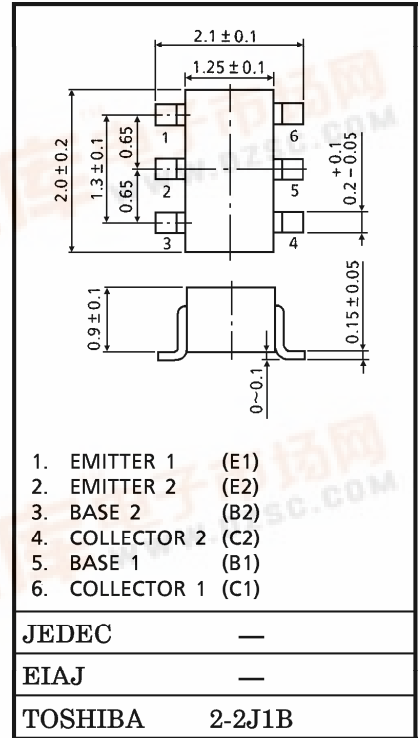 2.1±0.1
1.25±0.1
1
6
2
5
3
4
2.0±0.2
1.3±0.1
0.65
0.65
+0.1
0.2-0.05
0.9±0.1
0.15±0.05
0~0.1
1. EMITTER 1 (E1)
2. EMITTER 2 (E2)
3. BASE 2 (B2)
4. COLLECTOR 2 (C2)
5. BASE 1 (B1)
6. COLLECTOR 1 (C1)
JEDEC —
EIAJ —
TOSHIBA 2-2J1B